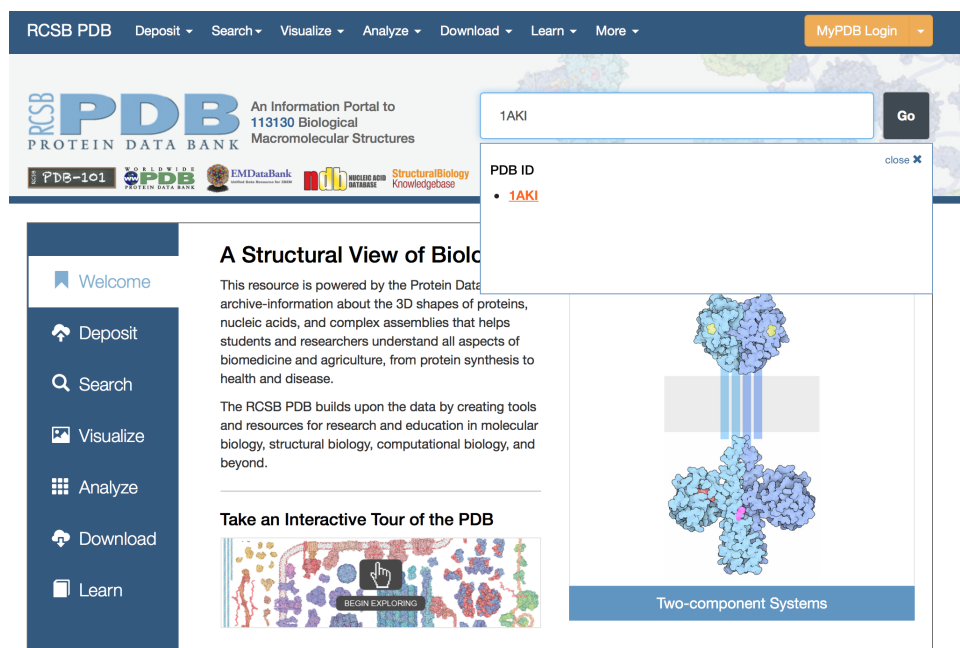 RCSB PDB Deposit Search Visualize Analyze Download Learn More MyPDB Login
RCSB
PDB
PROTEIN DATA BANK
An Information Portal to
113130 Biological
Macromolecular Structures
1AKI
Go
PDB-101
WORLDWIDE
PDB
PROTEIN DATA BANK
EMDataBank
Unified Data Resource for 3DEM
ndb
NUCLEIC ACID
DATABASE
StructuralBiology
Knowledgebase
close ✖
PDB ID
• 1AKI
Welcome
Deposit
Search
Visualize
Analyze
Download
Learn
A Structural View of Biolo
This resource is powered by the Protein Data
archive-information about the 3D shapes of proteins,
nucleic acids, and complex assemblies that helps
students and researchers understand all aspects of
biomedicine and agriculture, from protein synthesis to
health and disease.
The RCSB PDB builds upon the data by creating tools
and resources for research and education in molecular
biology, structural biology, computational biology, and
beyond.
Take an Interactive Tour of the PDB
BEGIN EXPLORING
Two-component Systems